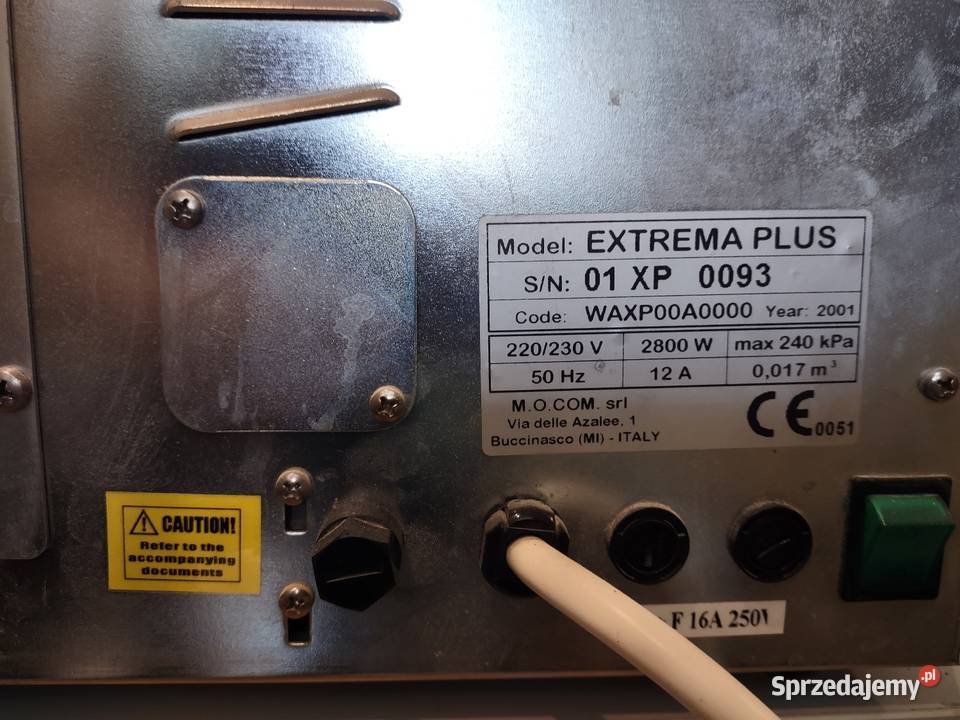 Model: EXTREMA PLUS
S/N: 01 XP 0093
Code: WAXP00A0000 Year: 2001
220/230 V 2800 W max 240 kPa
50 Hz 12 A 0,017 m³
M.O.COM. srl
Via delle Azalee, 1
Buccinasco (MI) - ITALY
CE 0051
CAUTION!
Refer to the
accompanying
documents
F 16A 250V
Sprzedajemy.pl